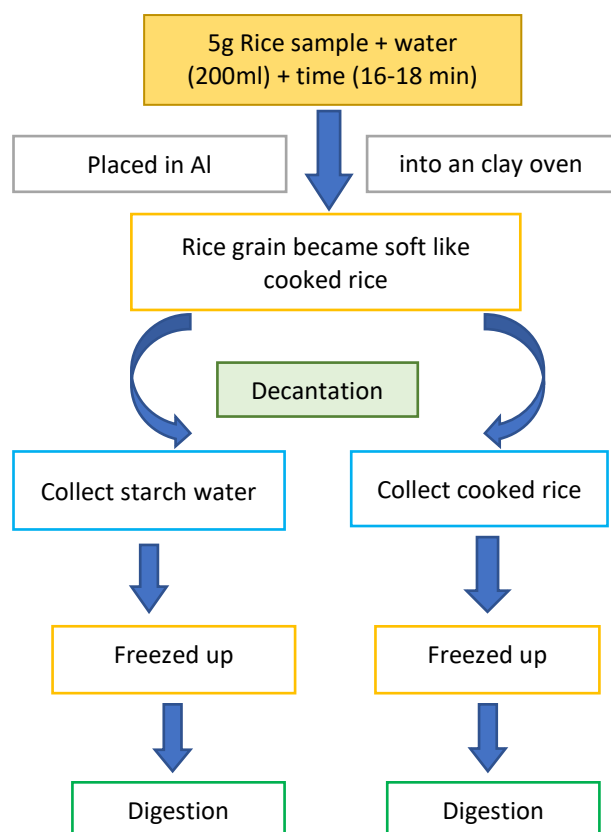 5g Rice sample + water
(200ml) + time (16-18 min)
Placed in Al
into an clay oven
Rice grain became soft like
cooked rice
Decantation
Collect starch water
Collect cooked rice
Freezed up
Freezed up
Digestion
Digestion